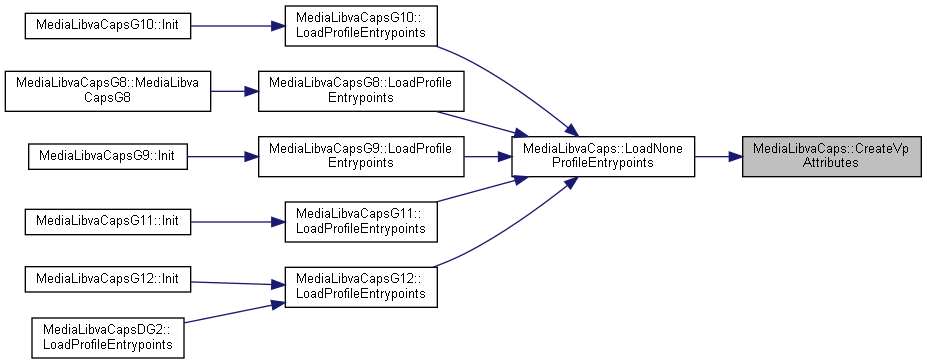 MediaLibvaCapsG10::Init
MediaLibvaCapsG10::
LoadProfileEntrypoints
MediaLibvaCapsG8::MediaLibva
CapsG8
MediaLibvaCapsG8::LoadProfile
Entrypoints
MediaLibvaCapsG9::Init
MediaLibvaCapsG9::LoadProfile
Entrypoints
MediaLibvaCaps::LoadNone
ProfileEntrypoints
MediaLibvaCaps::CreateVp
Attributes
MediaLibvaCapsG11::Init
MediaLibvaCapsG11::
LoadProfileEntrypoints
MediaLibvaCapsG12::Init
MediaLibvaCapsG12::
LoadProfileEntrypoints
MediaLibvaCapsDG2::
LoadProfileEntrypoints